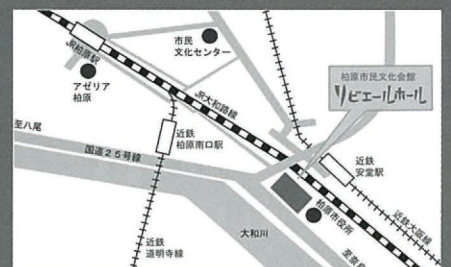 JR柏原駅
市民
文化センター
アゼリア
柏原
柏原市民文化会館
リビエールホール
JR大和路線
至八尾
国道25号線
近鉄
柏原南口駅
近鉄
安堂駅
柏原市役所
近鉄大阪線
大和川
近鉄
道明寺線
至奈良